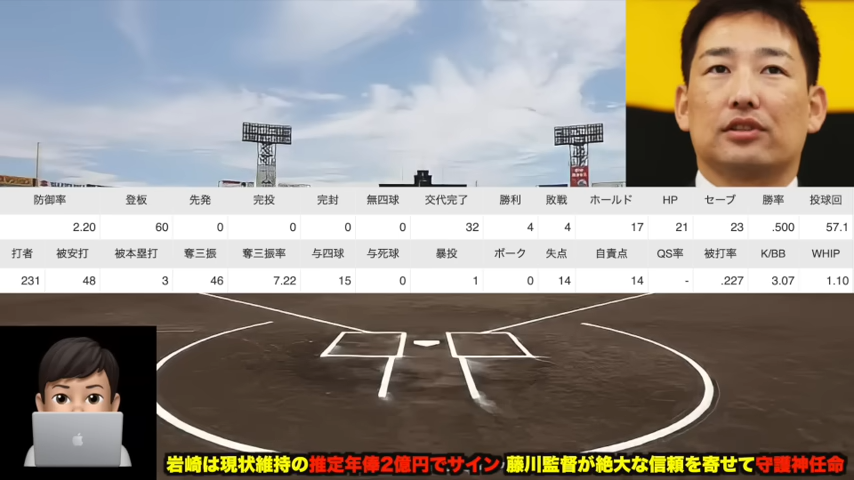 防御率 登板 先発 完投 完封 無四球 交代完了 勝利 敗戦 ホールド HP セーブ 勝率 投球回
2.20 60 0 0 0 0 32 4 4 17 21 23 .500 57.1
打者 被安打 被本塁打 奪三振 奪三振率 与四球 与死球 暴投 ボーク 失点 自責点 QS率 被打率 K/BB WHIP
231 48 3 46 7.22 15 0 1 0 14 14 - .227 3.07 1.10
岩崎は現状維持の推定年俸2億円でサイン 藤川監督が絶大な信頼を寄せて守護神任命